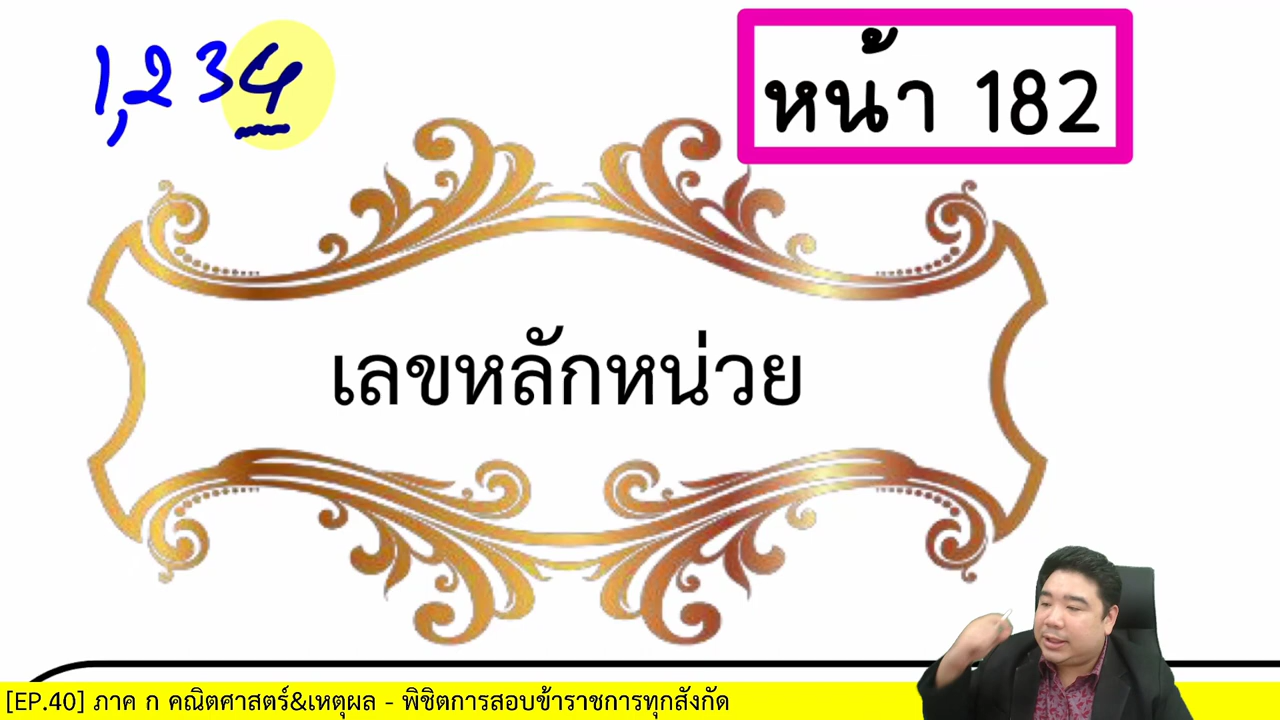 1,234
หน้า 182
เลขหลักหน่วย
[EP.40] ภาค ก คณิตศาสตร์&เหตุผล - พิชิตการสอบข้าราชการทุกสังกัด